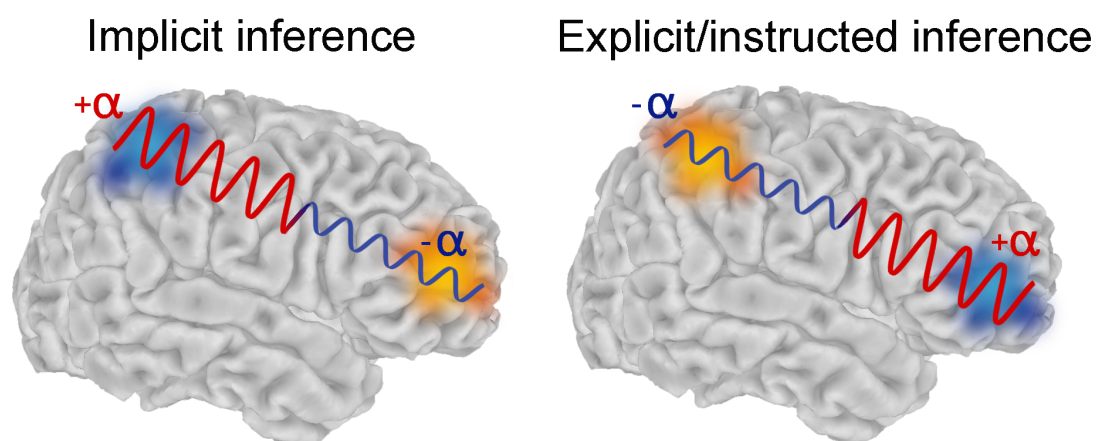 Implicit inference
Explicit/instructed inference
+α
-α
-α
+α